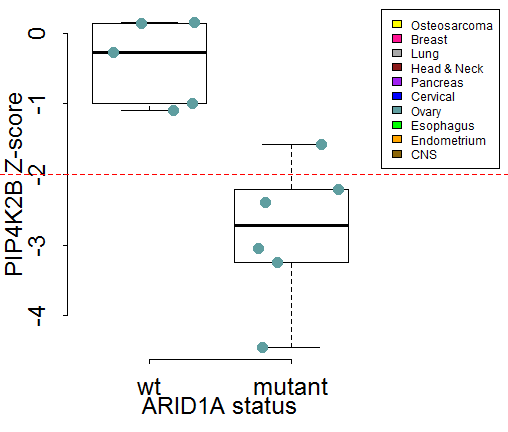 PIP4K2B Z-score
0
-1
-2
-3
-4
wt mutant
ARID1A status
Osteosarcoma
Breast
Lung
Head & Neck
Pancreas
Cervical
Ovary
Esophagus
Endometrium
CNS